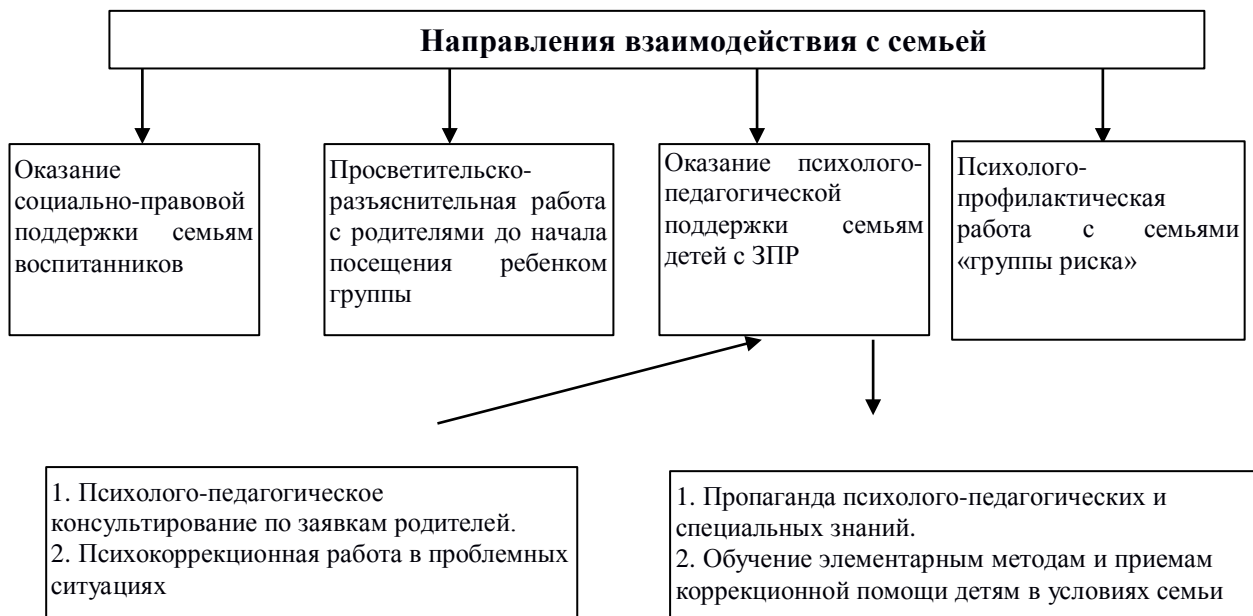 Направления взаимодействия с семьей
Оказание
социально-правовой
поддержки семьям
воспитанников
Просветительско-
разъяснительная работа
с родителями до начала
посещения ребенком
группы
Оказание психолого-
педагогической
поддержки семьям
детей с ЗПР
Психолого-
профилактическая
работа с семьями
«группы риска»
1. Психолого-педагогическое
консультирование по заявкам родителей.
2. Психокоррекционная работа в проблемных
ситуациях
1. Пропаганда психолого-педагогических и
специальных знаний.
2. Обучение элементарным методам и приемам
коррекционной помощи детям в условиях семьи